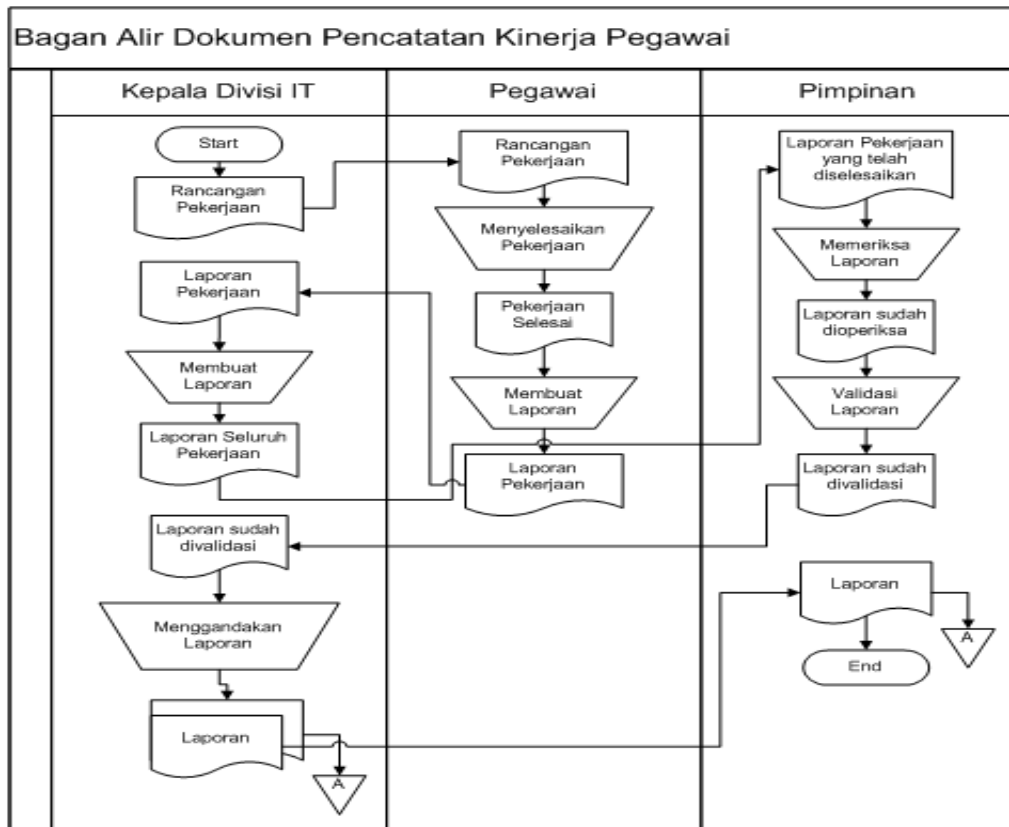 Bagan Alir Dokumen Pencatatan Kinerja Pegawai
Kepala Divisi IT
Pegawai
Pimpinan
Start
Rancangan
Pekerjaan
Laporan
Pekerjaan
Membuat
Laporan
Laporan Seluruh
Pekerjaan
Laporan sudah
divalidasi
Menggandakan
Laporan
Laporan
A
Rancangan
Pekerjaan
Menyelesaikan
Pekerjaan
Pekerjaan
Selesai
Membuat
Laporan
Laporan
Pekerjaan
Laporan Pekerjaan
yang telah
diselesaikan
Memeriksa
Laporan
Laporan sudah
dioperiksa
Validasi
Laporan
Laporan sudah
divalidasi
Laporan
A
End